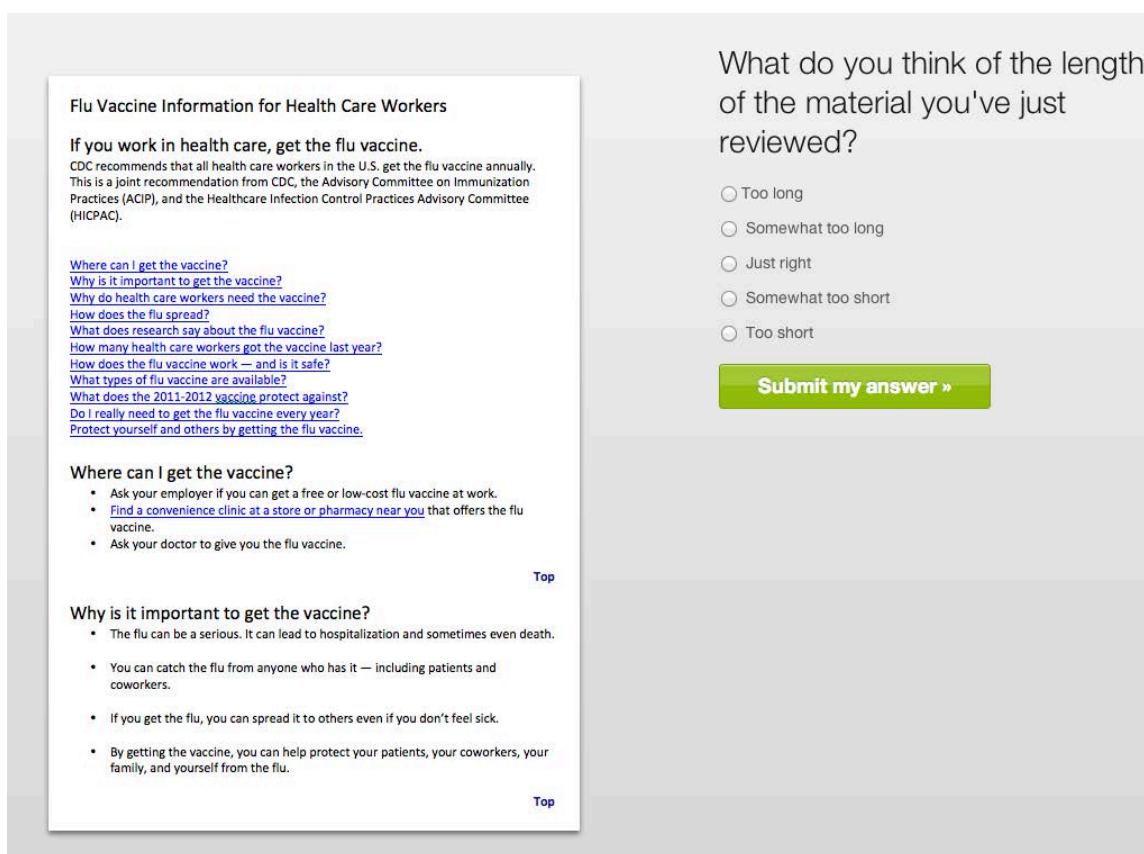 Flu Vaccine Information for Health Care Workers
If you work in health care, get the flu vaccine.
CDC recommends that all health care workers in the U.S. get the flu vaccine annually.
This is a joint recommendation from CDC, the Advisory Committee on Immunization
Practices (ACIP), and the Healthcare Infection Control Practices Advisory Committee
(HICPAC).
Where can I get the vaccine?
Why is it important to get the vaccine?
Why do health care workers need the vaccine?
How does the flu spread?
What does research say about the flu vaccine?
How many health care workers got the vaccine last year?
How does the flu vaccine work — and is it safe?
What types of flu vaccine are available?
What does the 2011-2012 vaccine protect against?
Do I really need to get the flu vaccine every year?
Protect yourself and others by getting the flu vaccine.
Where can I get the vaccine?
• Ask your employer if you can get a free or low-cost flu vaccine at work.
• Find a convenience clinic at a store or pharmacy near you that offers the flu
vaccine.
• Ask your doctor to give you the flu vaccine.
Top
Why is it important to get the vaccine?
• The flu can be a serious. It can lead to hospitalization and sometimes even death.
• You can catch the flu from anyone who has it — including patients and
coworkers.
• If you get the flu, you can spread it to others even if you don't feel sick.
• By getting the vaccine, you can help protect your patients, your coworkers, your
family, and yourself from the flu.
Top
What do you think of the length
of the material you've just
reviewed?
Too long
Somewhat too long
Just right
Somewhat too short
Too short
Submit my answer »